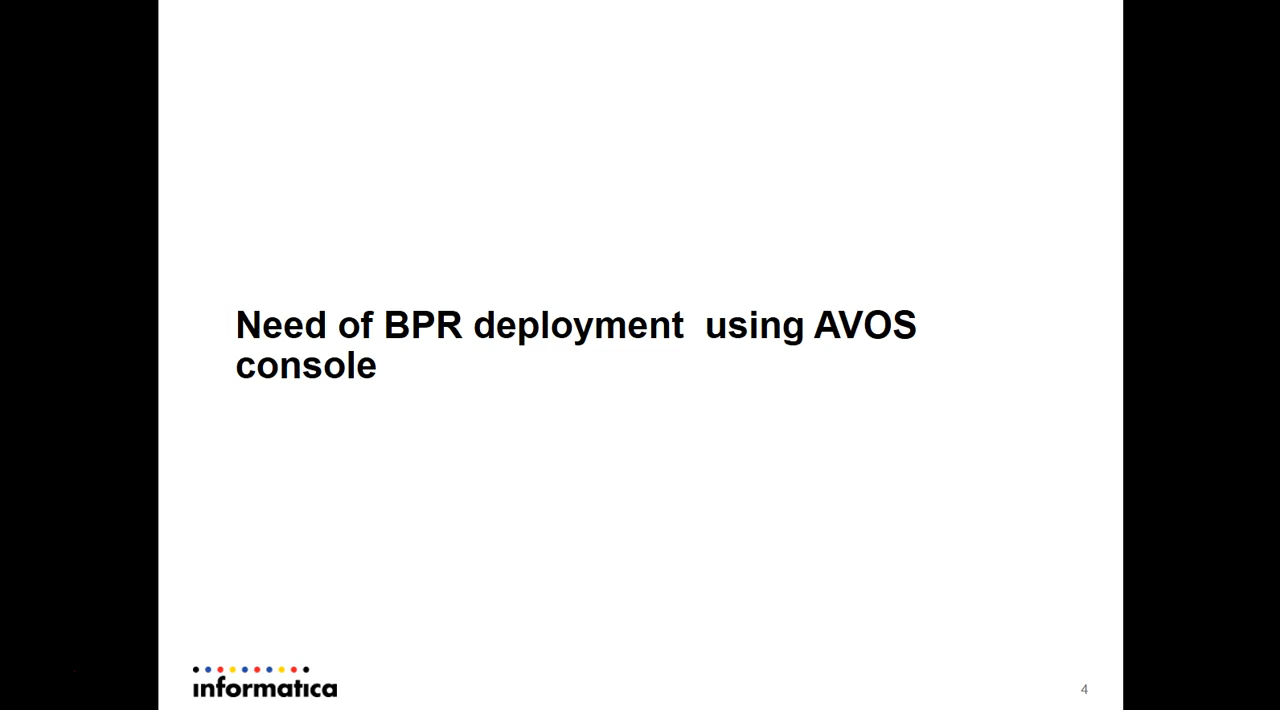 Need of BPR deployment  using AVOS
console
informatica
4